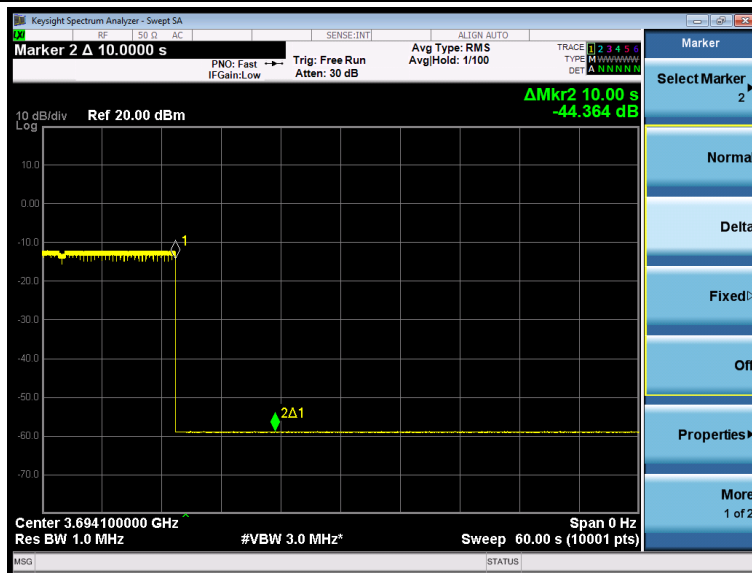 Keysight Spectrum Analyzer - Swept SA
LXI RF 50 Ω AC SENSE:INT ALIGN AUTO
Marker 2 Δ 10.0000 s
PNO: Fast
IFGain:Low
Trig: Free Run
Atten: 30 dB
Avg Type: RMS
Avg|Hold: 1/100
TRACE 1 2 3 4 5 6
TYPE M WWWWW
DET A N N N N N
ΔMkr2 10.00 s
-44.364 dB
10 dB/div Ref 20.00 dBm
Log
10.0
0.00
-10.0
-20.0
-30.0
-40.0
-50.0
-60.0
-70.0
1
2Δ1
Center 3.694100000 GHz Span 0 Hz
Res BW 1.0 MHz #VBW 3.0 MHz* Sweep 60.00 s (10001 pts)
MSG STATUS
Marker
Select Marker
2
Norma
Delta
Fixed
Off
Properties
More
1 of 2